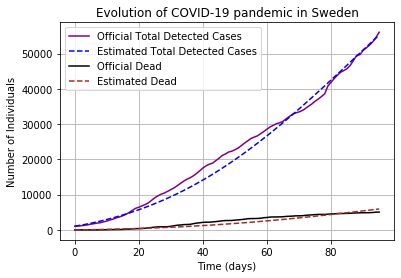 Evolution of COVID-19 pandemic in Sweden
Official Total Detected Cases
Estimated Total Detected Cases
Official Dead
Estimated Dead
Number of Individuals
50000
40000
30000
20000
10000
0
0 20 40 60 80
Time (days)